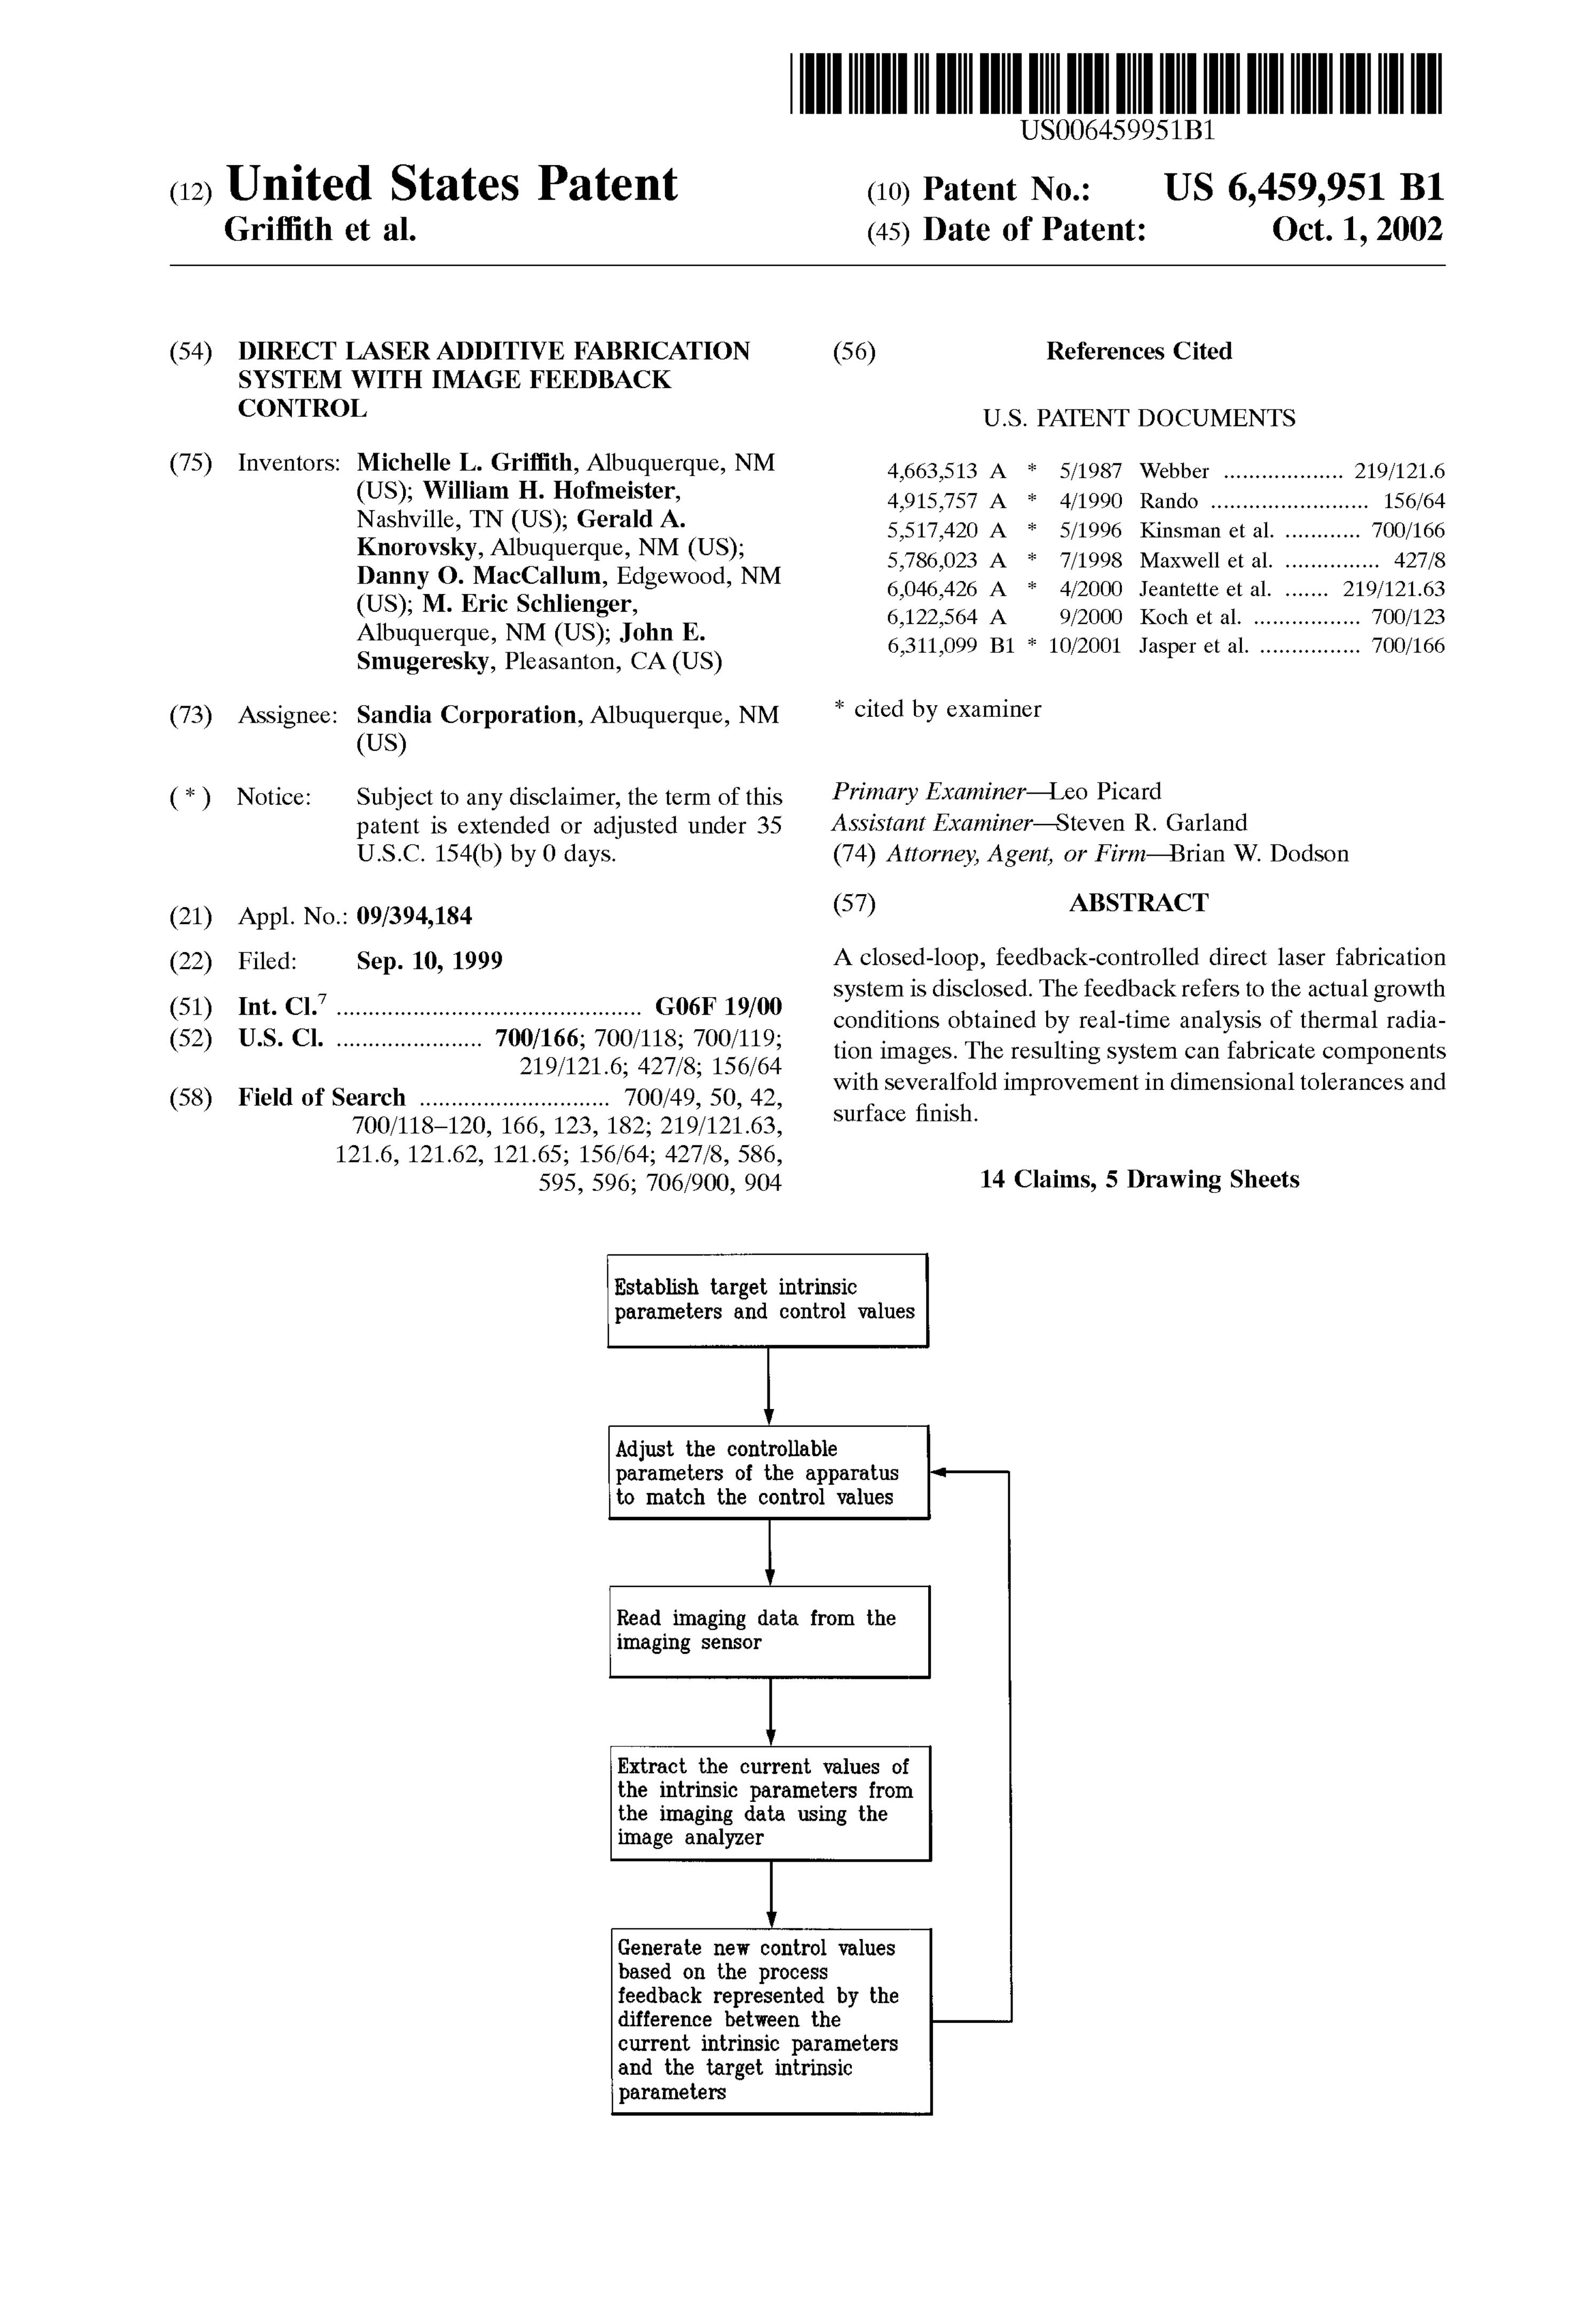 US006459951B1
(12) United States Patent
Griffith et al.
(10) Patent No.: US 6,459,951 B1
(45) Date of Patent: Oct. 1, 2002
(54) DIRECT LASER ADDITIVE FABRICATION
SYSTEM WITH IMAGE FEEDBACK
CONTROL
(75) Inventors: Michelle L. Griffith, Albuquerque, NM
(US); William H. Hofmeister,
Nashville, TN (US); Gerald A.
Knorovsky, Albuquerque, NM (US);
Danny O. MacCallum, Edgewood, NM
(US); M. Eric Schlienger,
Albuquerque, NM (US); John E.
Smugeresky, Pleasanton, CA (US)
(73) Assignee: Sandia Corporation, Albuquerque, NM
(US)
( * ) Notice: Subject to any disclaimer, the term of this
patent is extended or adjusted under 35
U.S.C. 154(b) by 0 days.
(21) Appl. No.: 09/394,184
(22) Filed: Sep. 10, 1999
(51) Int. Cl.7 ............................................. G06F 19/00
(52) U.S. Cl. ...................... 700/166; 700/118; 700/119;
219/121.6; 427/8; 156/64
(58) Field of Search ............................ 700/49, 50, 42,
700/118–120, 166, 123, 182; 219/121.63,
121.6, 121.62, 121.65; 156/64; 427/8, 586,
595, 596; 706/900, 904
(56) References Cited
U.S. PATENT DOCUMENTS
4,663,513 A * 5/1987 Webber ................... 219/121.6
4,915,757 A * 4/1990 Rando ......................... 156/64
5,517,420 A * 5/1996 Kinsman et al. ............ 700/166
5,786,023 A * 7/1998 Maxwell et al. ............... 427/8
6,046,426 A * 4/2000 Jeantette et al. ....... 219/121.63
6,122,564 A 9/2000 Koch et al. ................. 700/123
6,311,099 B1 * 10/2001 Jasper et al. ................ 700/166
* cited by examiner
Primary Examiner—Leo Picard
Assistant Examiner—Steven R. Garland
(74) Attorney, Agent, or Firm—Brian W. Dodson
(57) ABSTRACT
A closed-loop, feedback-controlled direct laser fabrication
system is disclosed. The feedback refers to the actual growth
conditions obtained by real-time analysis of thermal radia-
tion images. The resulting system can fabricate components
with severalfold improvement in dimensional tolerances and
surface finish.
14 Claims, 5 Drawing Sheets
Establish target intrinsic
parameters and control values
Adjust the controllable
parameters of the apparatus
to match the control values
Read imaging data from the
imaging sensor
Extract the current values of
the intrinsic parameters from
the imaging data using the
image analyzer
Generate new control values
based on the process
feedback represented by the
difference between the
current intrinsic parameters
and the target intrinsic
parameters